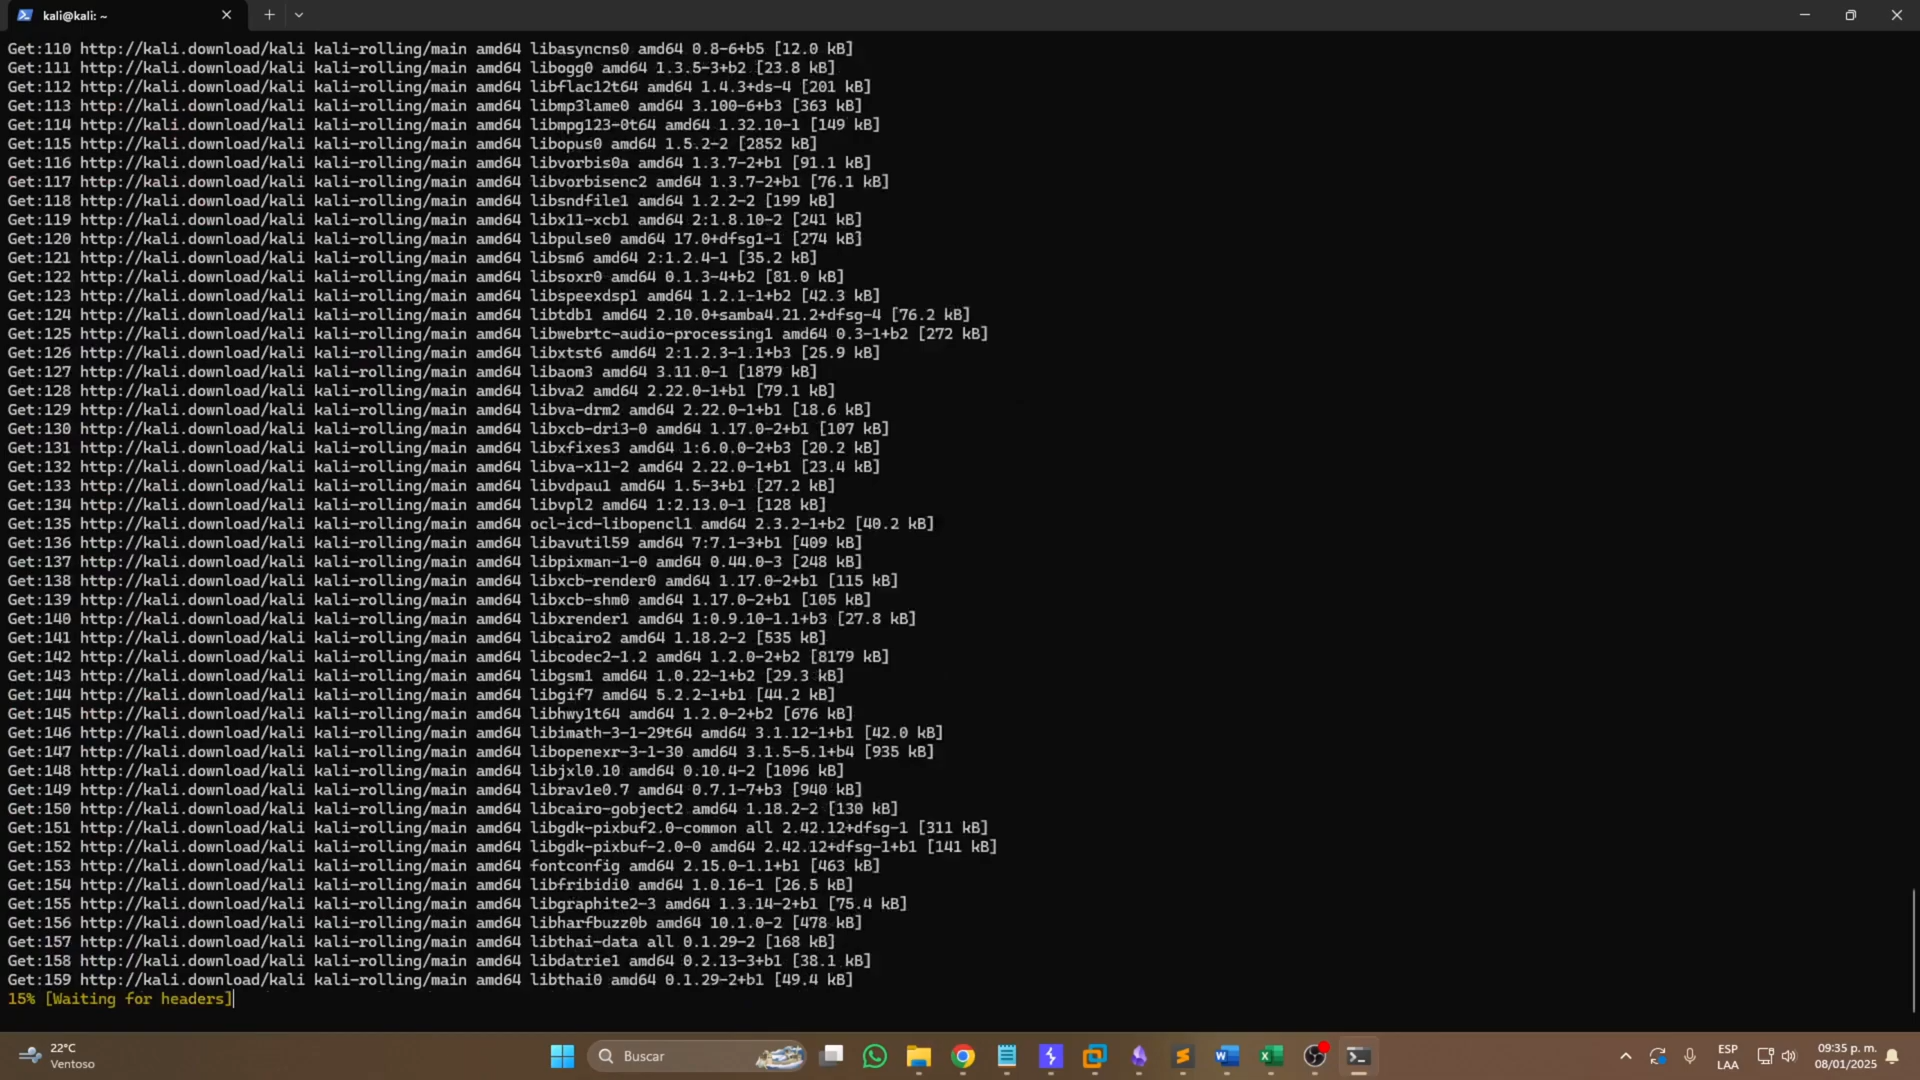 kali@kali: ~
Get:110 http://kali.download/kali kali-rolling/main amd64 libasyncns0 amd64 0.8-6+b5 [12.0 kB]
Get:111 http://kali.download/kali kali-rolling/main amd64 libogg0 amd64 1.3.5-3+b2 [23.8 kB]
Get:112 http://kali.download/kali kali-rolling/main amd64 libflac12t64 amd64 1.4.3+ds-4 [201 kB]
Get:113 http://kali.download/kali kali-rolling/main amd64 libmp3lame0 amd64 3.100-6+b3 [363 kB]
Get:114 http://kali.download/kali kali-rolling/main amd64 libmpg123-0t64 amd64 1.32.10-1 [149 kB]
Get:115 http://kali.download/kali kali-rolling/main amd64 libopus0 amd64 1.5.2-2 [2852 kB]
Get:116 http://kali.download/kali kali-rolling/main amd64 libvorbis0a amd64 1.3.7-2+b1 [91.1 kB]
Get:117 http://kali.download/kali kali-rolling/main amd64 libvorbisenc2 amd64 1.3.7-2+b1 [76.1 kB]
Get:118 http://kali.download/kali kali-rolling/main amd64 libsndfile1 amd64 1.2.2-2 [199 kB]
Get:119 http://kali.download/kali kali-rolling/main amd64 libx11-xcb1 amd64 2:1.8.10-2 [241 kB]
Get:120 http://kali.download/kali kali-rolling/main amd64 libpulse0 amd64 17.0+dfsg1-1 [274 kB]
Get:121 http://kali.download/kali kali-rolling/main amd64 libsm6 amd64 2:1.2.4-1 [35.2 kB]
Get:122 http://kali.download/kali kali-rolling/main amd64 libsoxr0 amd64 0.1.3-4+b2 [81.0 kB]
Get:123 http://kali.download/kali kali-rolling/main amd64 libspeexdsp1 amd64 1.2.1-1+b2 [42.3 kB]
Get:124 http://kali.download/kali kali-rolling/main amd64 libtdb1 amd64 2.10.0+samba4.21.2+dfsg-4 [76.2 kB]
Get:125 http://kali.download/kali kali-rolling/main amd64 libwebrtc-audio-processing1 amd64 0.3-1+b2 [272 kB]
Get:126 http://kali.download/kali kali-rolling/main amd64 libxtst6 amd64 2:1.2.3-1.1+b3 [25.9 kB]
Get:127 http://kali.download/kali kali-rolling/main amd64 libaom3 amd64 3.11.0-1 [1879 kB]
Get:128 http://kali.download/kali kali-rolling/main amd64 libva2 amd64 2.22.0-1+b1 [79.1 kB]
Get:129 http://kali.download/kali kali-rolling/main amd64 libva-drm2 amd64 2.22.0-1+b1 [18.6 kB]
Get:130 http://kali.download/kali kali-rolling/main amd64 libxcb-dri3-0 amd64 1.17.0-2+b1 [107 kB]
Get:131 http://kali.download/kali kali-rolling/main amd64 libxfixes3 amd64 1:6.0.0-2+b3 [20.2 kB]
Get:132 http://kali.download/kali kali-rolling/main amd64 libva-x11-2 amd64 2.22.0-1+b1 [23.4 kB]
Get:133 http://kali.download/kali kali-rolling/main amd64 libvdpau1 amd64 1.5-3+b1 [27.2 kB]
Get:134 http://kali.download/kali kali-rolling/main amd64 libvpl2 amd64 1:2.13.0-1 [128 kB]
Get:135 http://kali.download/kali kali-rolling/main amd64 ocl-icd-libopencl1 amd64 2.3.2-1+b2 [40.2 kB]
Get:136 http://kali.download/kali kali-rolling/main amd64 libavutil59 amd64 7:7.1-3+b1 [409 kB]
Get:137 http://kali.download/kali kali-rolling/main amd64 libpixman-1-0 amd64 0.44.0-3 [248 kB]
Get:138 http://kali.download/kali kali-rolling/main amd64 libxcb-render0 amd64 1.17.0-2+b1 [115 kB]
Get:139 http://kali.download/kali kali-rolling/main amd64 libxcb-shm0 amd64 1.17.0-2+b1 [105 kB]
Get:140 http://kali.download/kali kali-rolling/main amd64 libxrender1 amd64 1:0.9.10-1.1+b3 [27.8 kB]
Get:141 http://kali.download/kali kali-rolling/main amd64 libcairo2 amd64 1.18.2-2 [535 kB]
Get:142 http://kali.download/kali kali-rolling/main amd64 libcodec2-1.2 amd64 1.2.0-2+b2 [8179 kB]
Get:143 http://kali.download/kali kali-rolling/main amd64 libgsm1 amd64 1.0.22-1+b2 [29.3 kB]
Get:144 http://kali.download/kali kali-rolling/main amd64 libgif7 amd64 5.2.2-1+b1 [44.2 kB]
Get:145 http://kali.download/kali kali-rolling/main amd64 libhwy1t64 amd64 1.2.0-2+b2 [676 kB]
Get:146 http://kali.download/kali kali-rolling/main amd64 libimath-3-1-29t64 amd64 3.1.12-1+b1 [42.0 kB]
Get:147 http://kali.download/kali kali-rolling/main amd64 libopenexr-3-1-30 amd64 3.1.5-5.1+b4 [935 kB]
Get:148 http://kali.download/kali kali-rolling/main amd64 libjxl0.10 amd64 0.10.4-2 [1096 kB]
Get:149 http://kali.download/kali kali-rolling/main amd64 librav1e0.7 amd64 0.7.1-7+b3 [940 kB]
Get:150 http://kali.download/kali kali-rolling/main amd64 libcairo-gobject2 amd64 1.18.2-2 [130 kB]
Get:151 http://kali.download/kali kali-rolling/main amd64 libgdk-pixbuf2.0-common all 2.42.12+dfsg-1 [311 kB]
Get:152 http://kali.download/kali kali-rolling/main amd64 libgdk-pixbuf-2.0-0 amd64 2.42.12+dfsg-1+b1 [141 kB]
Get:153 http://kali.download/kali kali-rolling/main amd64 fontconfig amd64 2.15.0-1.1+b1 [463 kB]
Get:154 http://kali.download/kali kali-rolling/main amd64 libfribidi0 amd64 1.0.16-1 [26.5 kB]
Get:155 http://kali.download/kali kali-rolling/main amd64 libgraphite2-3 amd64 1.3.14-2+b1 [75.4 kB]
Get:156 http://kali.download/kali kali-rolling/main amd64 libharfbuzz0b amd64 10.1.0-2 [478 kB]
Get:157 http://kali.download/kali kali-rolling/main amd64 libthai-data all 0.1.29-2 [168 kB]
Get:158 http://kali.download/kali kali-rolling/main amd64 libdatrie1 amd64 0.2.13-3+b1 [38.1 kB]
Get:159 http://kali.download/kali kali-rolling/main amd64 libthai0 amd64 0.1.29-2+b1 [49.4 kB]
15% [Waiting for headers]
22°C
Ventoso
Buscar
ESP
LAA
09:35 p. m.
08/01/2025